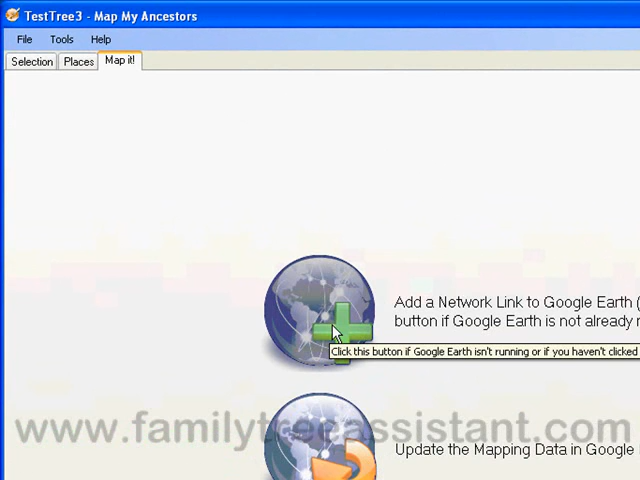 TestTree3 - Map My Ancestors
File Tools Help
Selection Places Map it!
Add a Network Link to Google Earth (
button if Google Earth is not already
Click this button if Google Earth isn't running or if you haven't clicked
www.familytreeassistant.com
Update the Mapping Data in Google